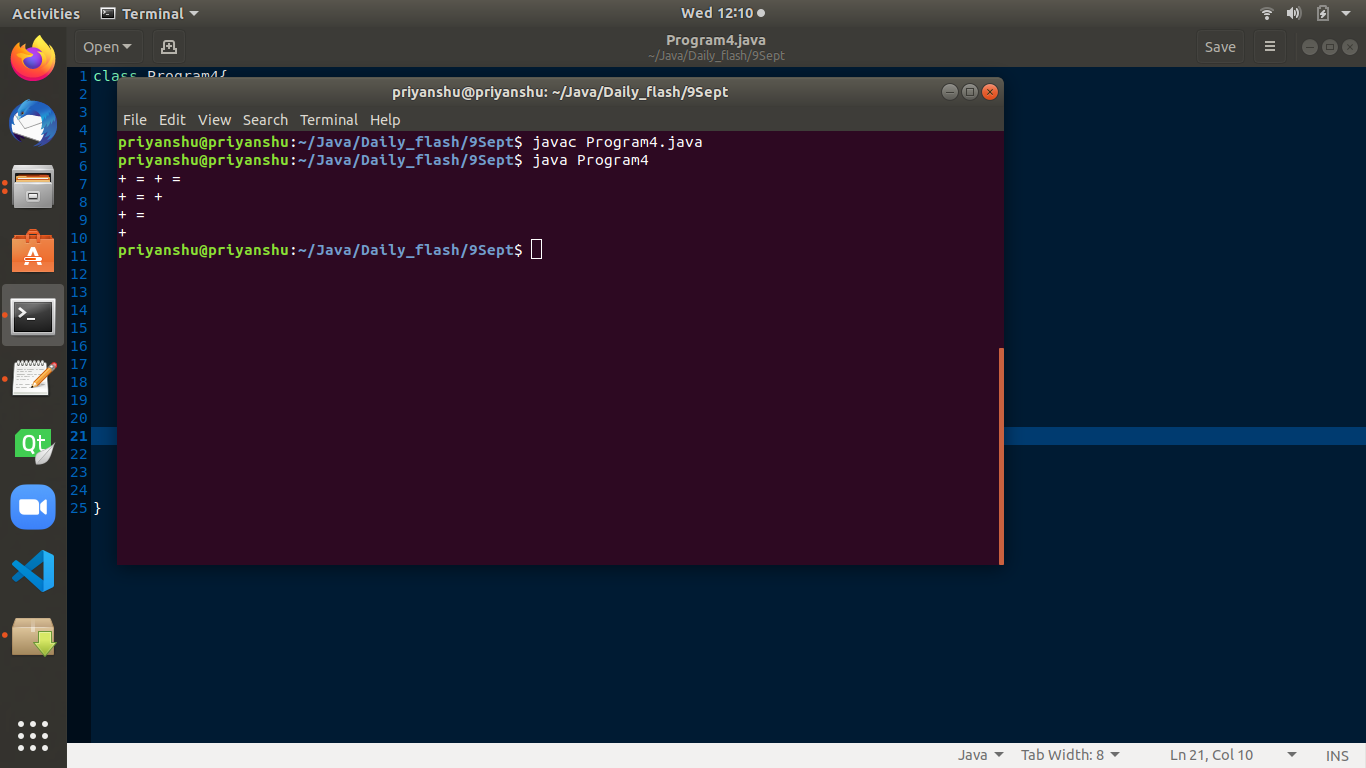 Activities Terminal Wed 12:10
Open Program4.java Save
~/Java/Daily_flash/9Sept
1 class Program4{
priyanshu@priyanshu: ~/Java/Daily_flash/9Sept
File Edit View Search Terminal Help
priyanshu@priyanshu:~/Java/Daily_flash/9Sept$ javac Program4.java
priyanshu@priyanshu:~/Java/Daily_flash/9Sept$ java Program4
+ = + =
+ = +
+ =
+
priyanshu@priyanshu:~/Java/Daily_flash/9Sept$
2
3
4
5
6
7
8
9
10
11
12
13
14
15
16
17
18
19
20
21
22
23
24
25 }
Qt
Java Tab Width: 8 Ln 21, Col 10 INS